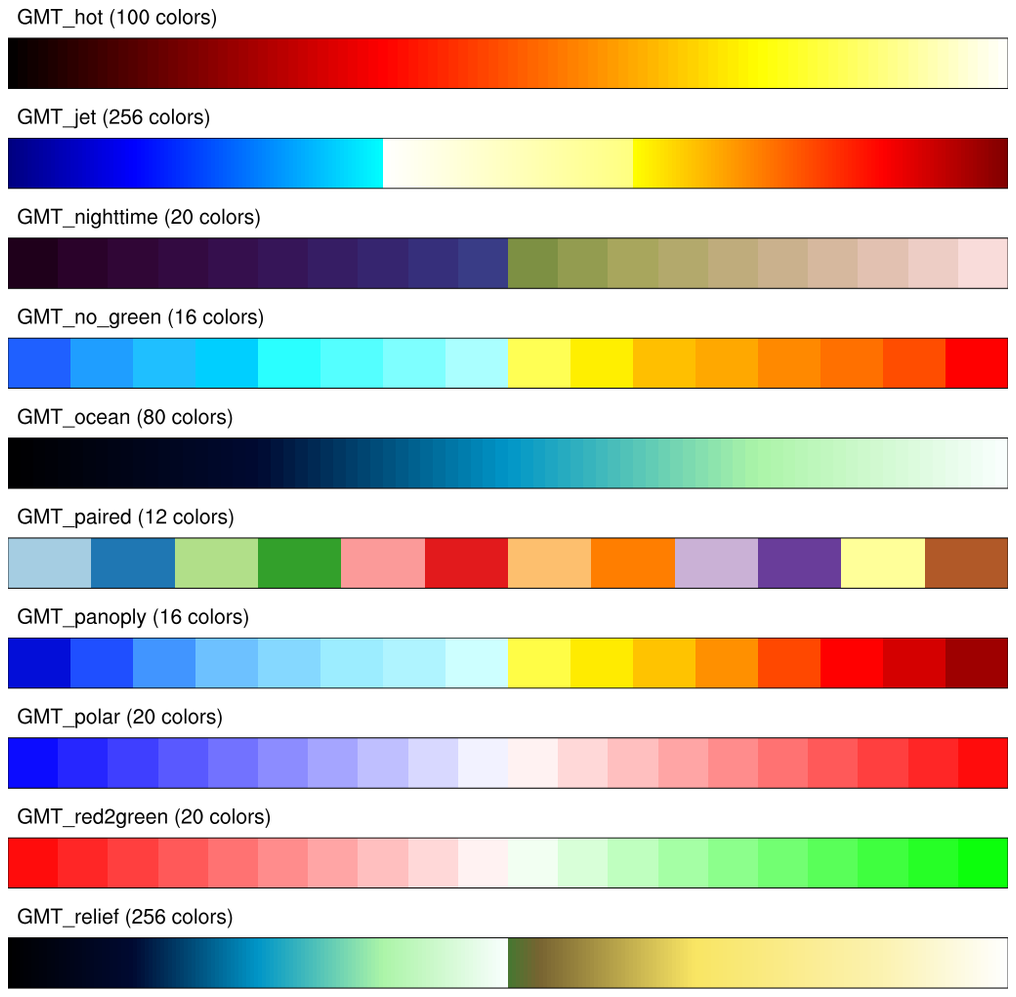 GMT_hot (100 colors)
GMT_jet (256 colors)
GMT_nighttime (20 colors)
GMT_no_green (16 colors)
GMT_ocean (80 colors)
GMT_paired (12 colors)
GMT_panoply (16 colors)
GMT_polar (20 colors)
GMT_red2green (20 colors)
GMT_relief (256 colors)